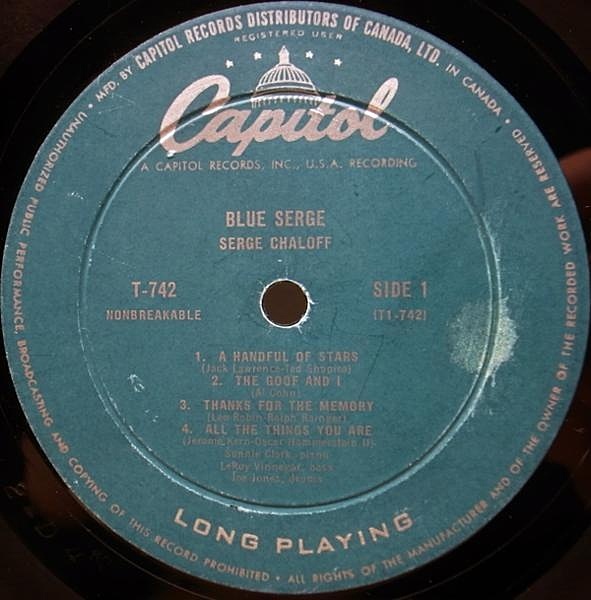 MFD. BY CAPITOL RECORDS DISTRIBUTORS OF CANADA, LTD. IN CANADA •
REGISTERED USER
Capitol
A CAPITOL RECORDS, INC., U.S.A. RECORDING
BLUE SERGE
SERGE CHALOFF
T-742
SIDE 1
NONBREAKABLE
(T1-742)
1. A HANDFUL OF STARS
(Jack Lawrence-Ted Shapiro)
2. THE GOOF AND I
(Al Cohn)
3. THANKS FOR THE MEMORY
(Leo Robin-Ralph Rainger)
4. ALL THE THINGS YOU ARE
(Jerome Kern-Oscar Hammerstein II)
Sonnie Clark, piano
LeRoy Vinnegar, bass
Joe Jones, drums
LONG PLAYING
• UNAUTHORIZED PUBLIC PERFORMANCE, BROADCASTING AND COPYING OF THIS RECORD PROHIBITED • ALL RIGHTS OF THE MANUFACTURER AND OF THE OWNER OF THE RECORDED WORK ARE RESERVED •